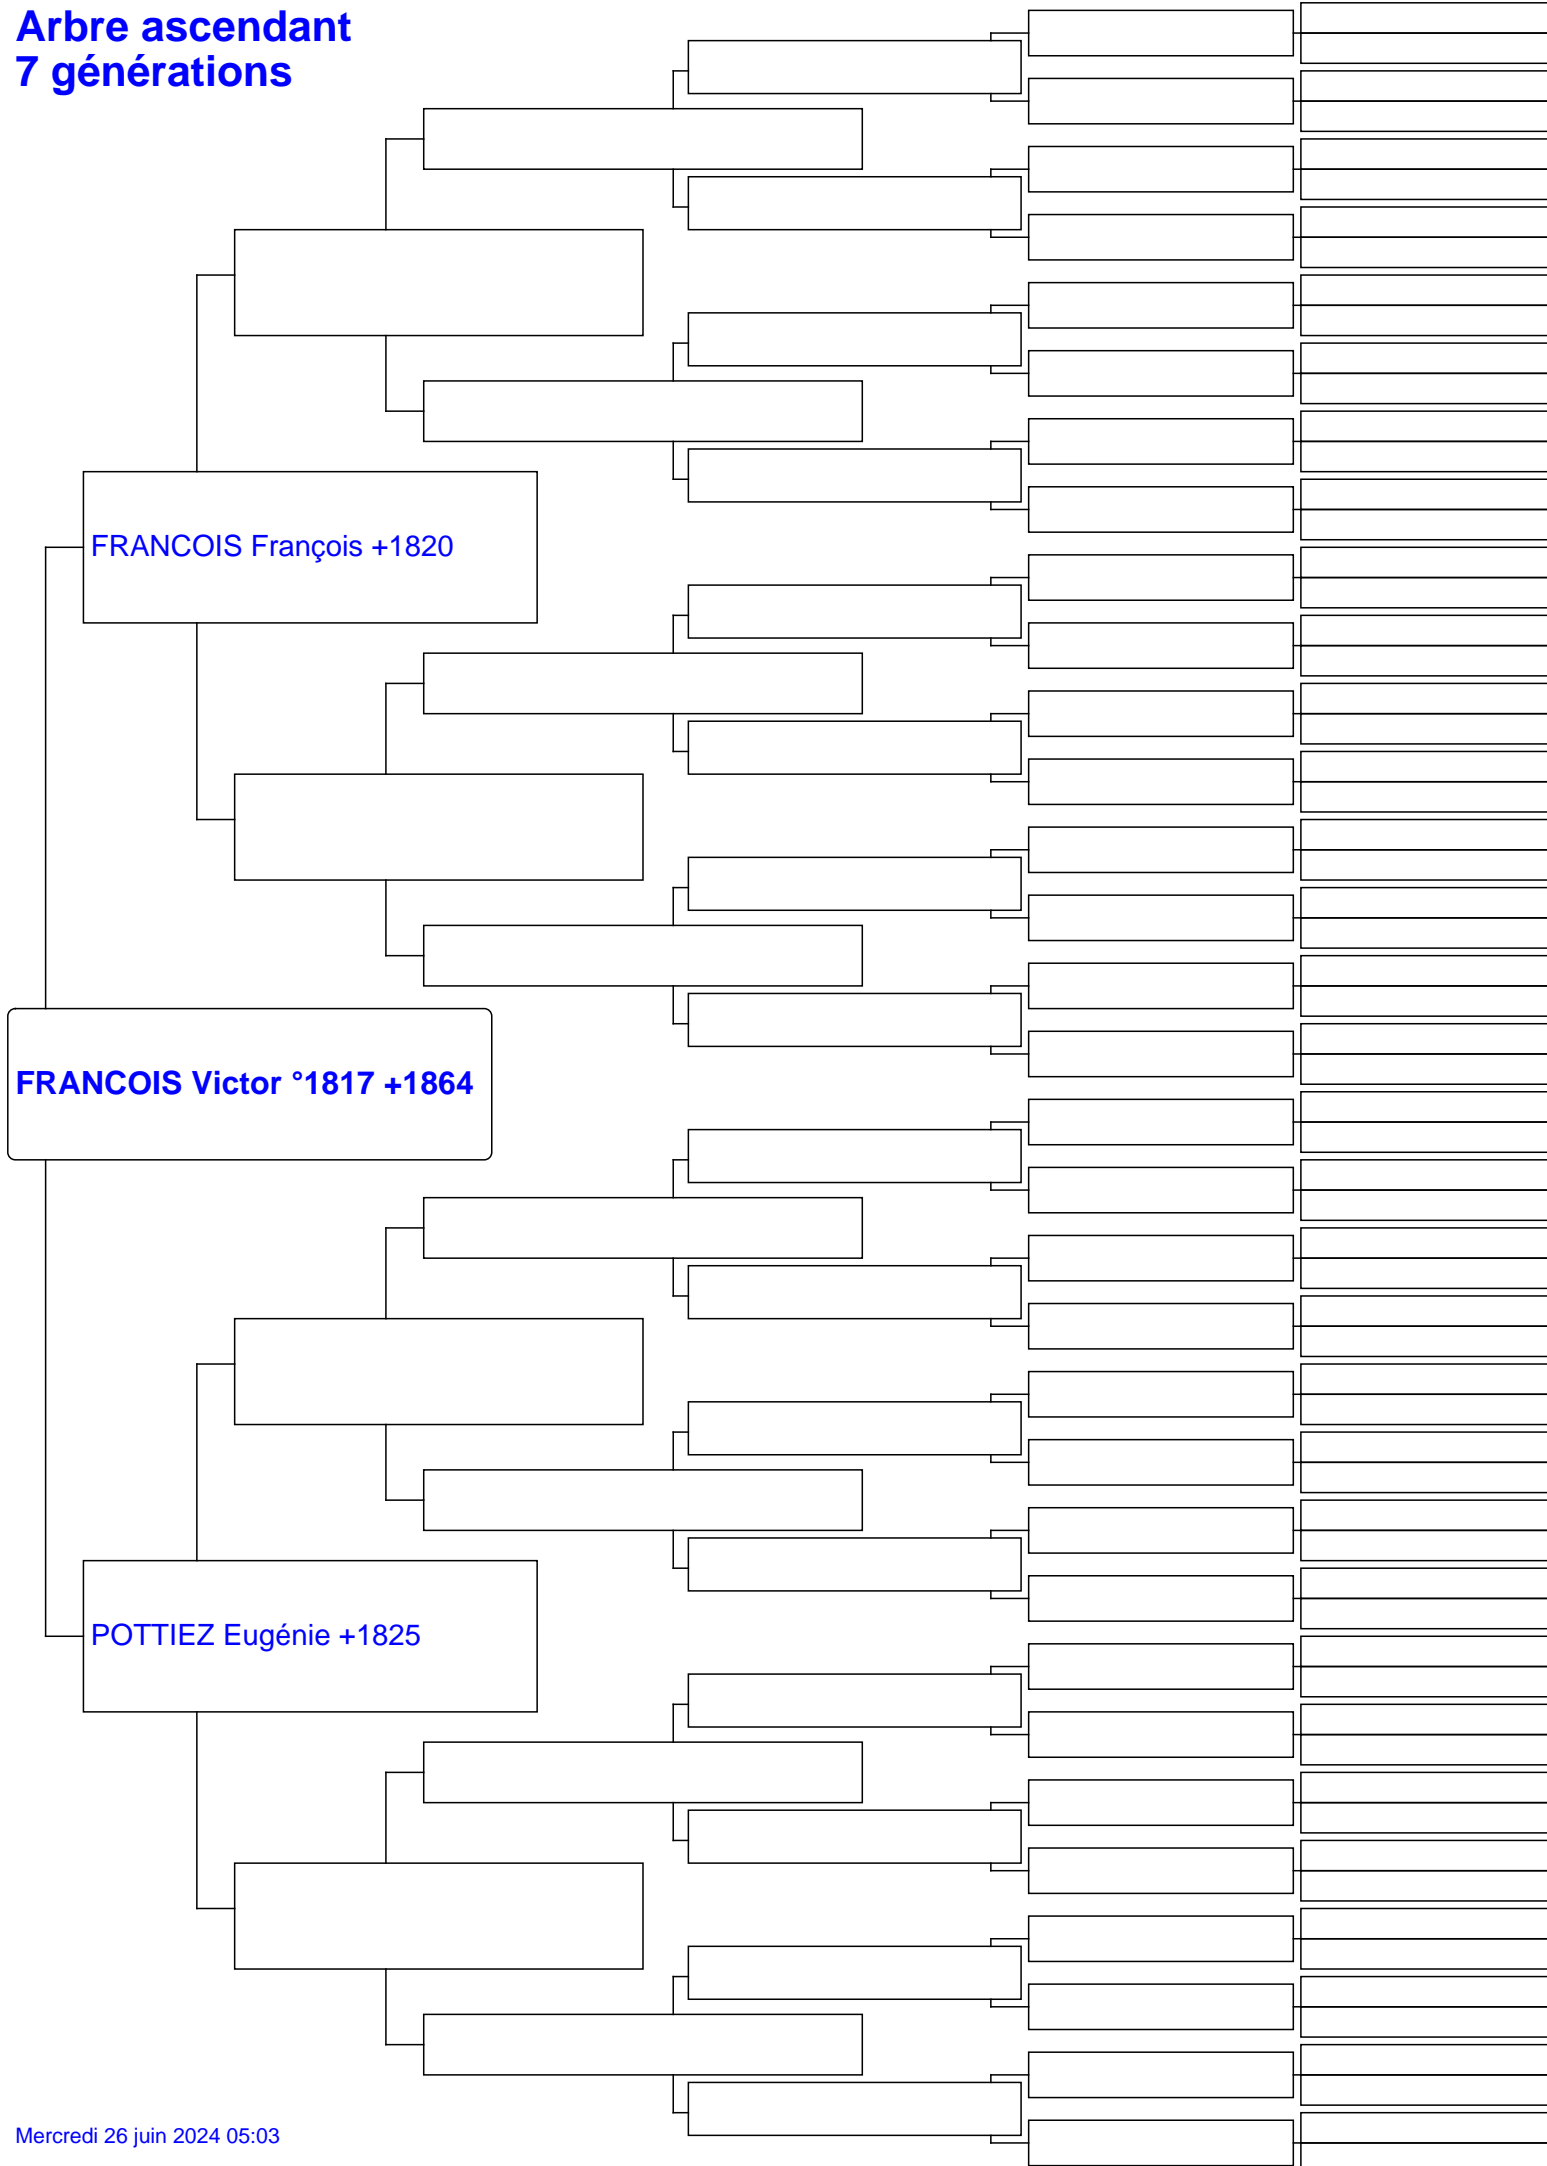 Arbre ascendant
7 générations
FRANCOIS François +1820
FRANCOIS Victor °1817 +1864
POTTIEZ Eugénie +1825
Mercredi 26 juin 2024 05:03